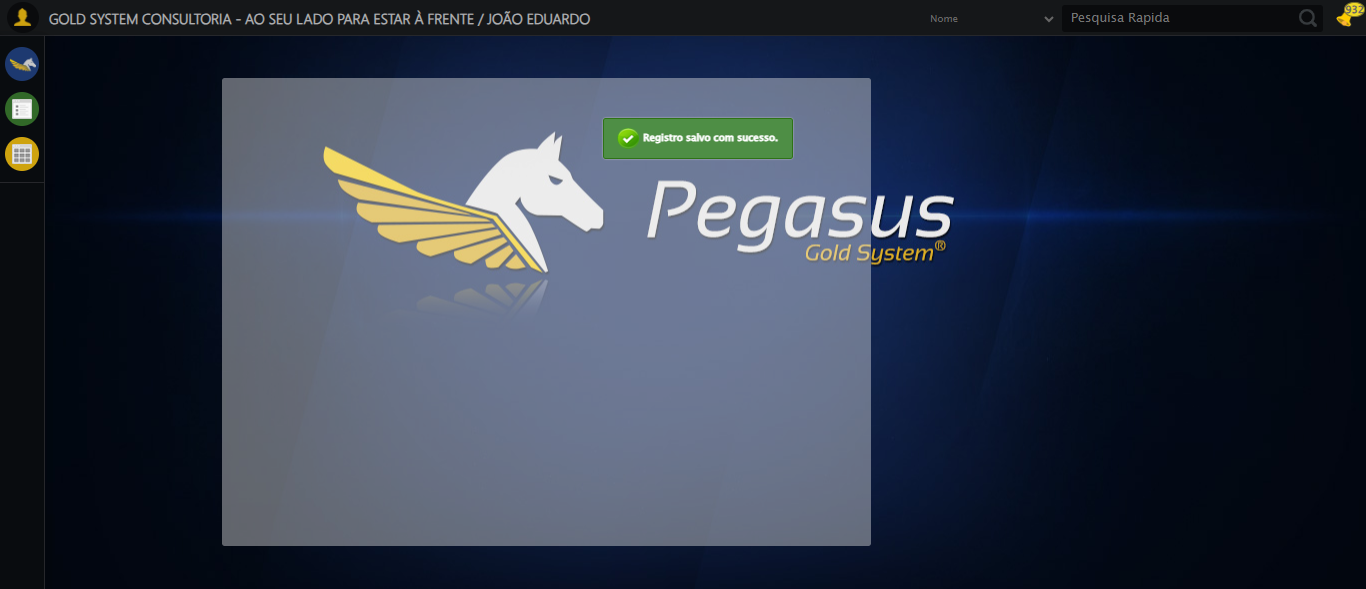 GOLD SYSTEM CONSULTORIA - AO SEU LADO PARA ESTAR À FRENTE / JOÃO EDUARDO
Nome
Pesquisa Rapida
932
Registro salvo com sucesso.
Pegasus
Gold System®